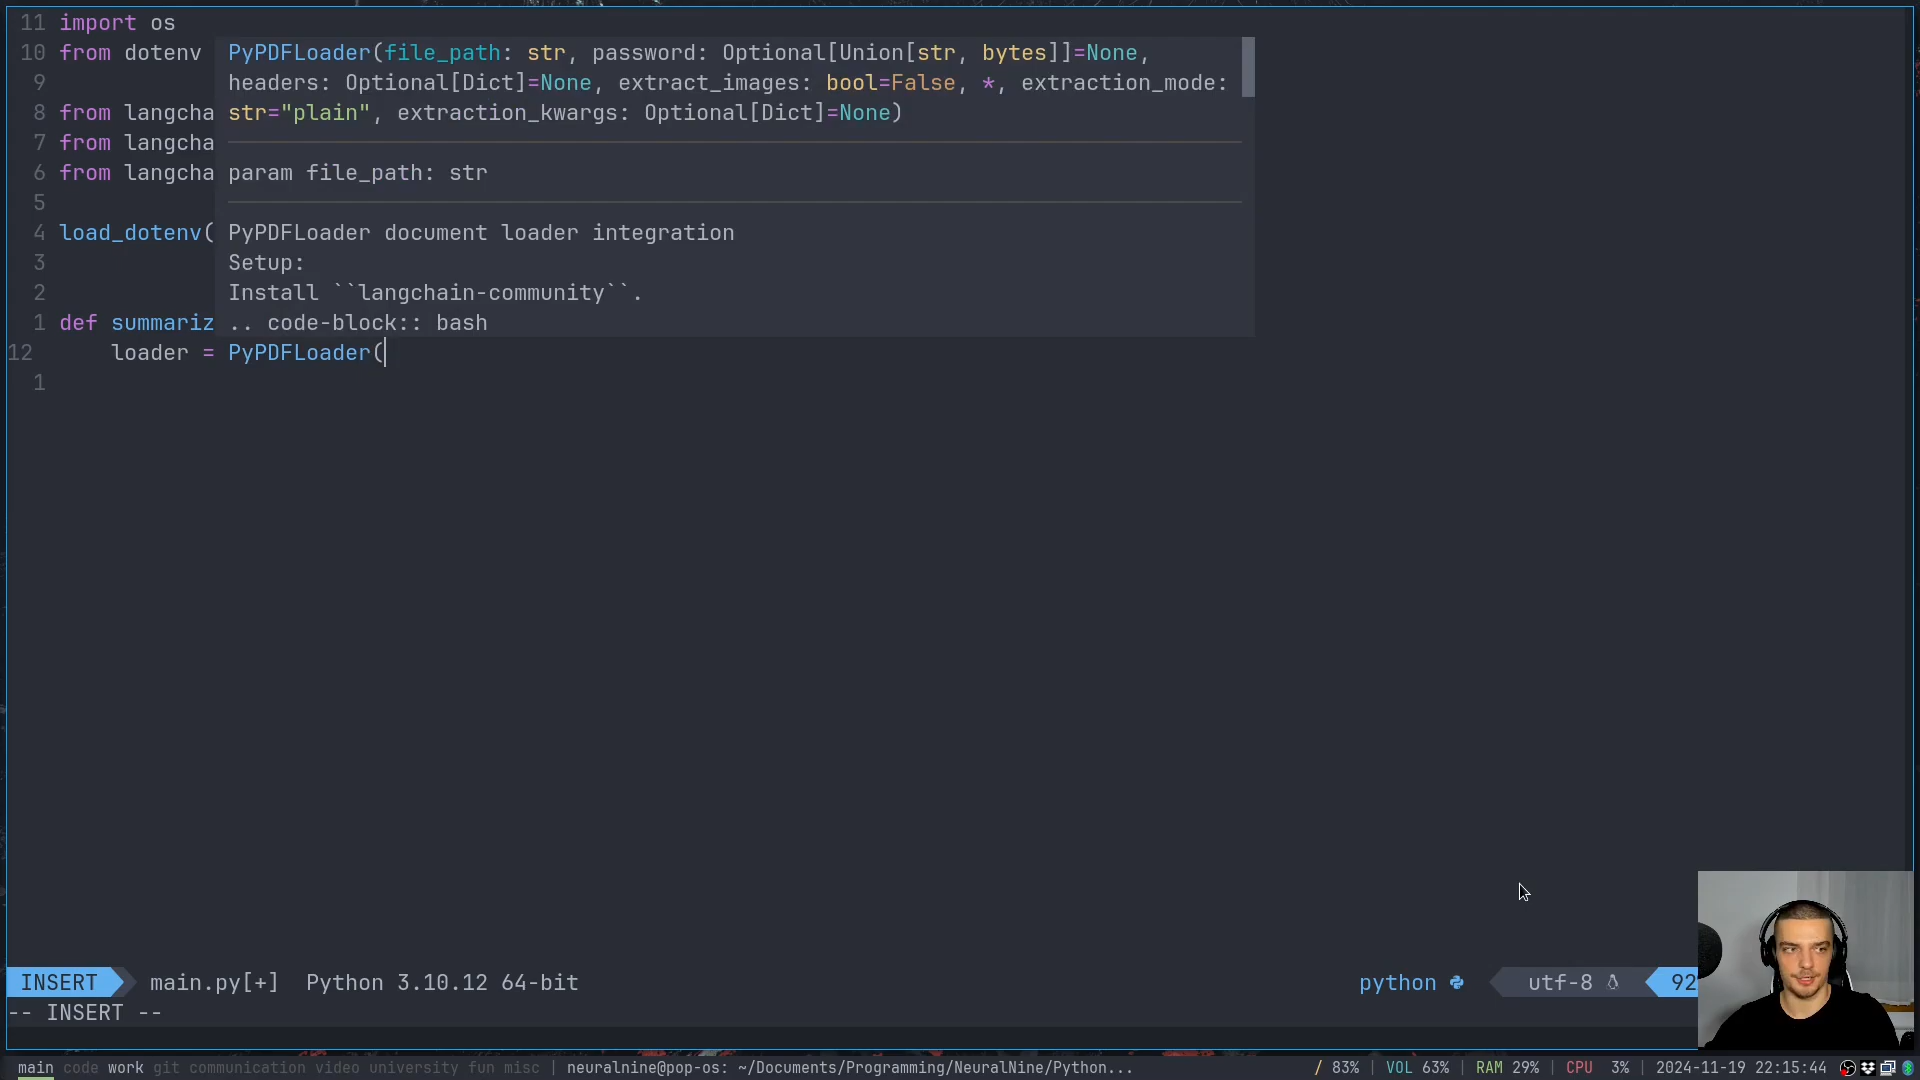 11 import os
10 from dotenv PyPDFLoader(file_path: str, password: Optional[Union[str, bytes]]=None,
9 headers: Optional[Dict]=None, extract_images: bool=False, *, extraction_mode:
8 from langcha str="plain", extraction_kwargs: Optional[Dict]=None)
7 from langcha
6 from langcha param file_path: str
5
4 load_dotenv( PyPDFLoader document loader integration
3 Setup:
2 Install ``langchain-community``.
1 def summariz .. code-block:: bash
12 loader = PyPDFLoader(
1
INSERT main.py[+] Python 3.10.12 64-bit python utf-8 92
-- INSERT --
main code work git communication video university fun misc | neuralnine@pop-os: ~/Documents/Programming/NeuralNine/Python... / 83% | VOL 63% | RAM 29% | CPU 3% | 2024-11-19 22:15:44